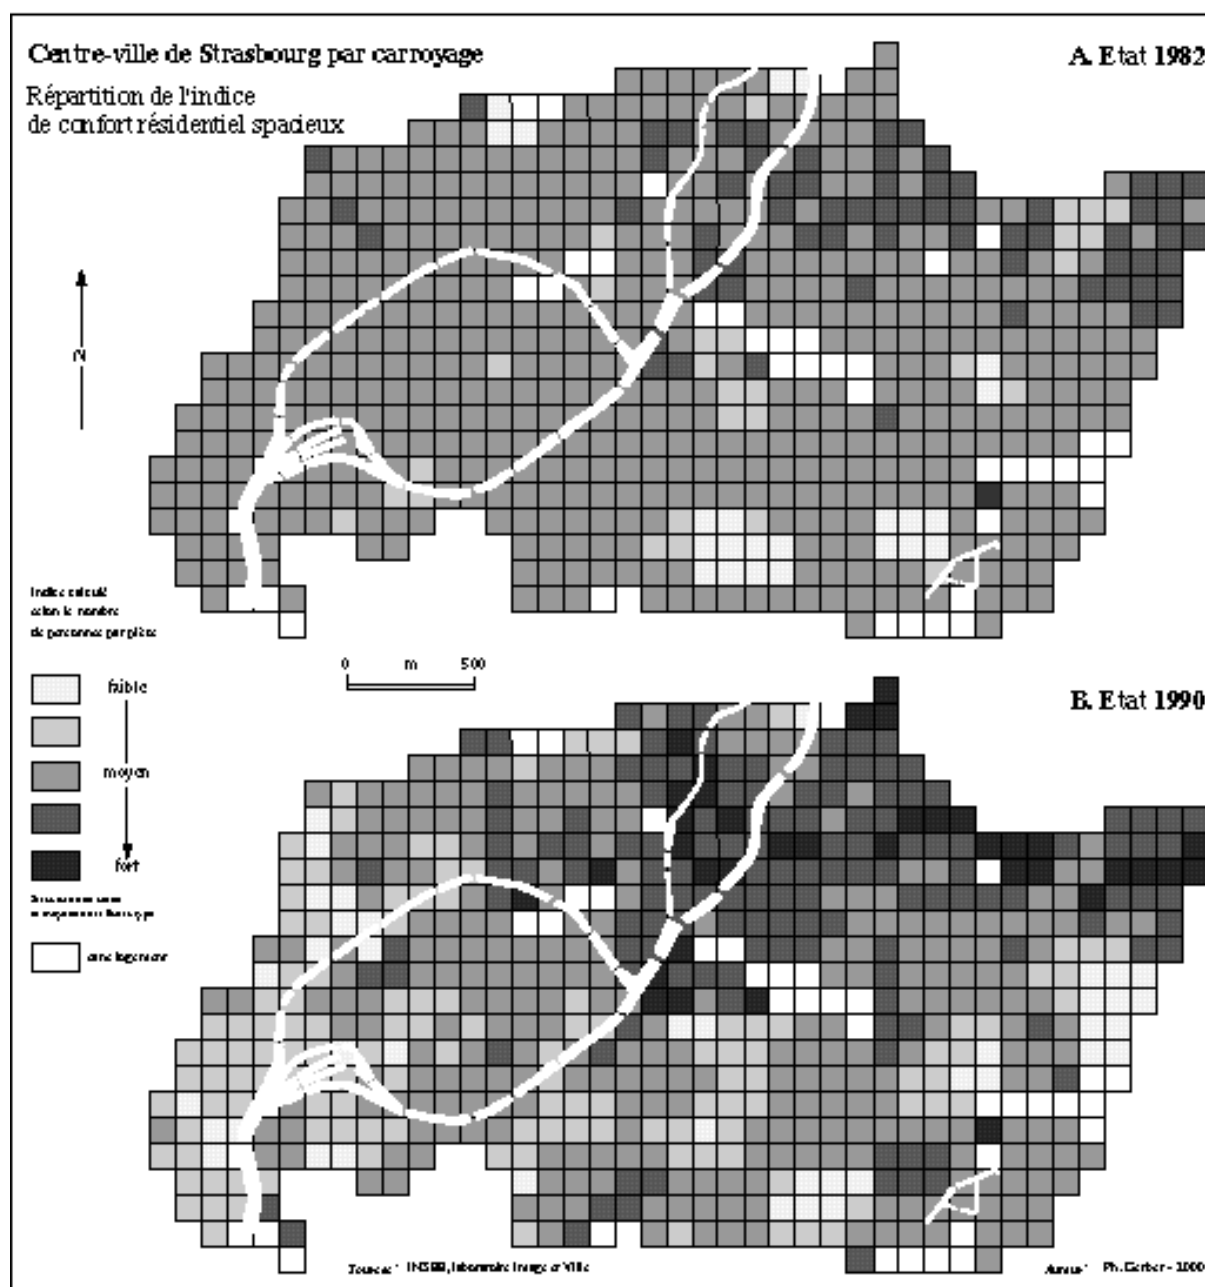 Centre-ville de Strasbourg par carroyage
A. Etat 1982
Répartition de l'indice
de confort résidentiel spacieux
N
Indice calculé
selon le nombre
de personnes par pièce
0 m 500
B. Etat 1990
faible
moyen
fort
sans logement
Sources : INSEE, laboratoire Image et Ville
Auteur : Ph. Gerber - 2000